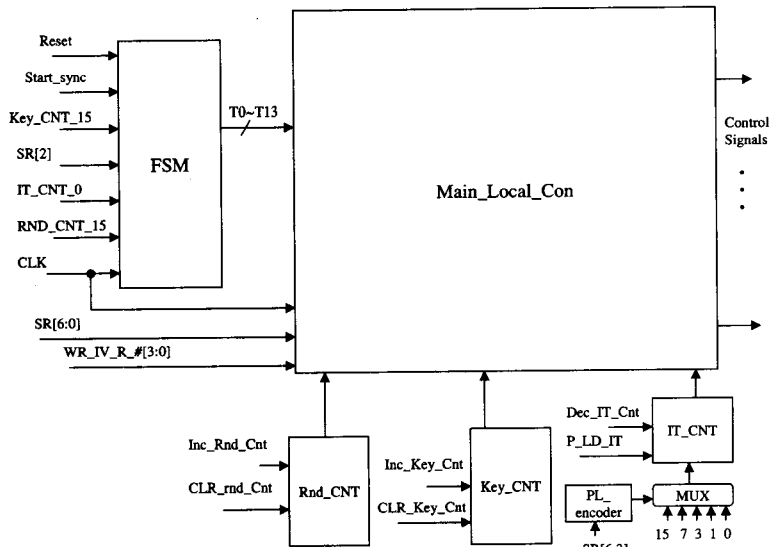 Reset
Start_sync
Key_CNT_15
SR[2]
IT_CNT_0
RND_CNT_15
CLK
FSM
T0~T13
Main_Local_Con
Control
Signals
SR[6:0]
WR_IV_R_#[3:0]
Inc_Rnd_Cnt
CLR_rnd_Cnt
Rnd_CNT
Inc_Key_Cnt
CLR_Key_Cnt
Key_CNT
Dec_IT_Cnt
P_LD_IT
IT_CNT
PL_
encoder
MUX
15 7 3 1 0